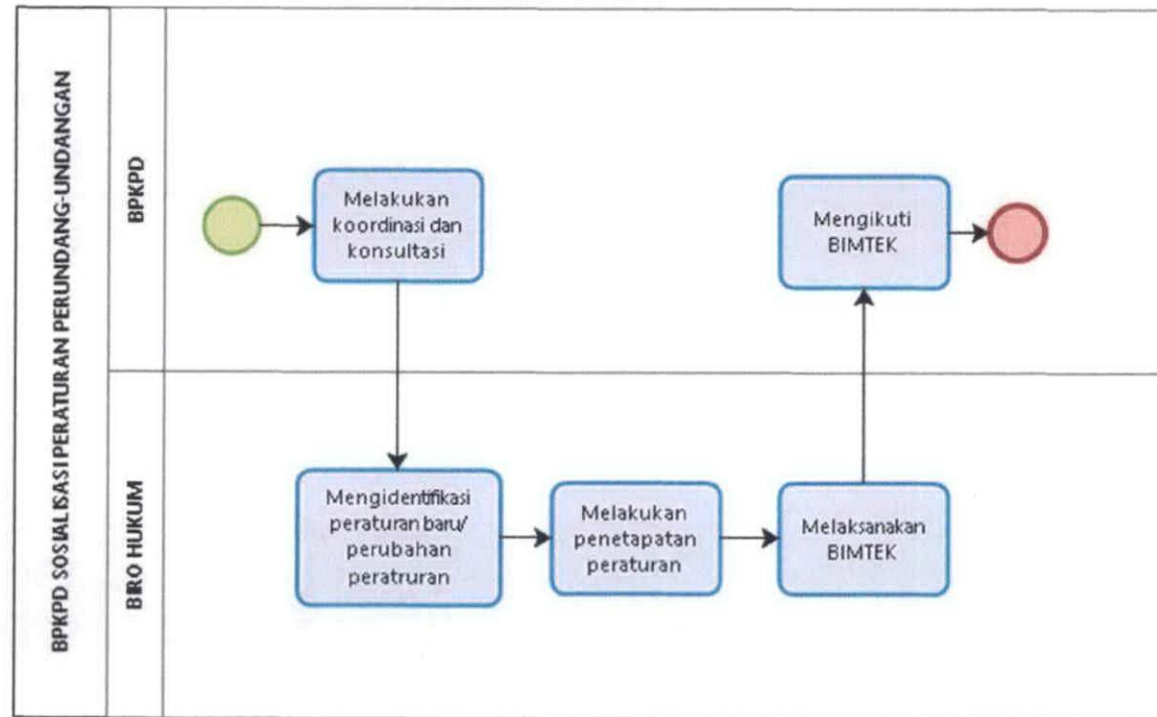 BPKPD SOSIALISASI PERATURAN PERUNDANG-UNDANGAN
BPKPD
Melakukan
koordinasi dan
konsultasi
Mengikuti
BIMTEK
BIRO HUKUM
Mengidentifikasi
peraturan baru/
perubahan
peratruran
Melakukan
penetapatan
peraturan
Melaksanakan
BIMTEK